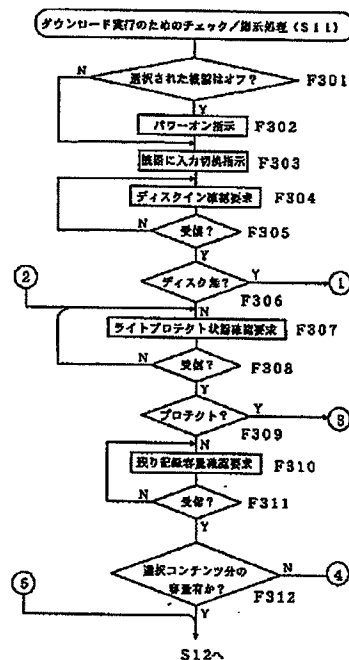 ダウンロード実行のためのチェック/指示処理(S11)
N
選択された機器はオフ? F301
Y
パワーオン指示 F302
機器に入力切換指示 F303
ディスクイン確認要求 F304
N 受信? F305
Y
2 ディスク無? Y 1
F306
N
ライトプロテクト状態確認要求 F307
N 受信? F308
Y
プロテクト? Y 3
F309
N
残り記録容量確認要求 F310
N 受信? F311
Y
選択コンテンツ分の
容量有か? N 4
5 F312
Y
S12へ